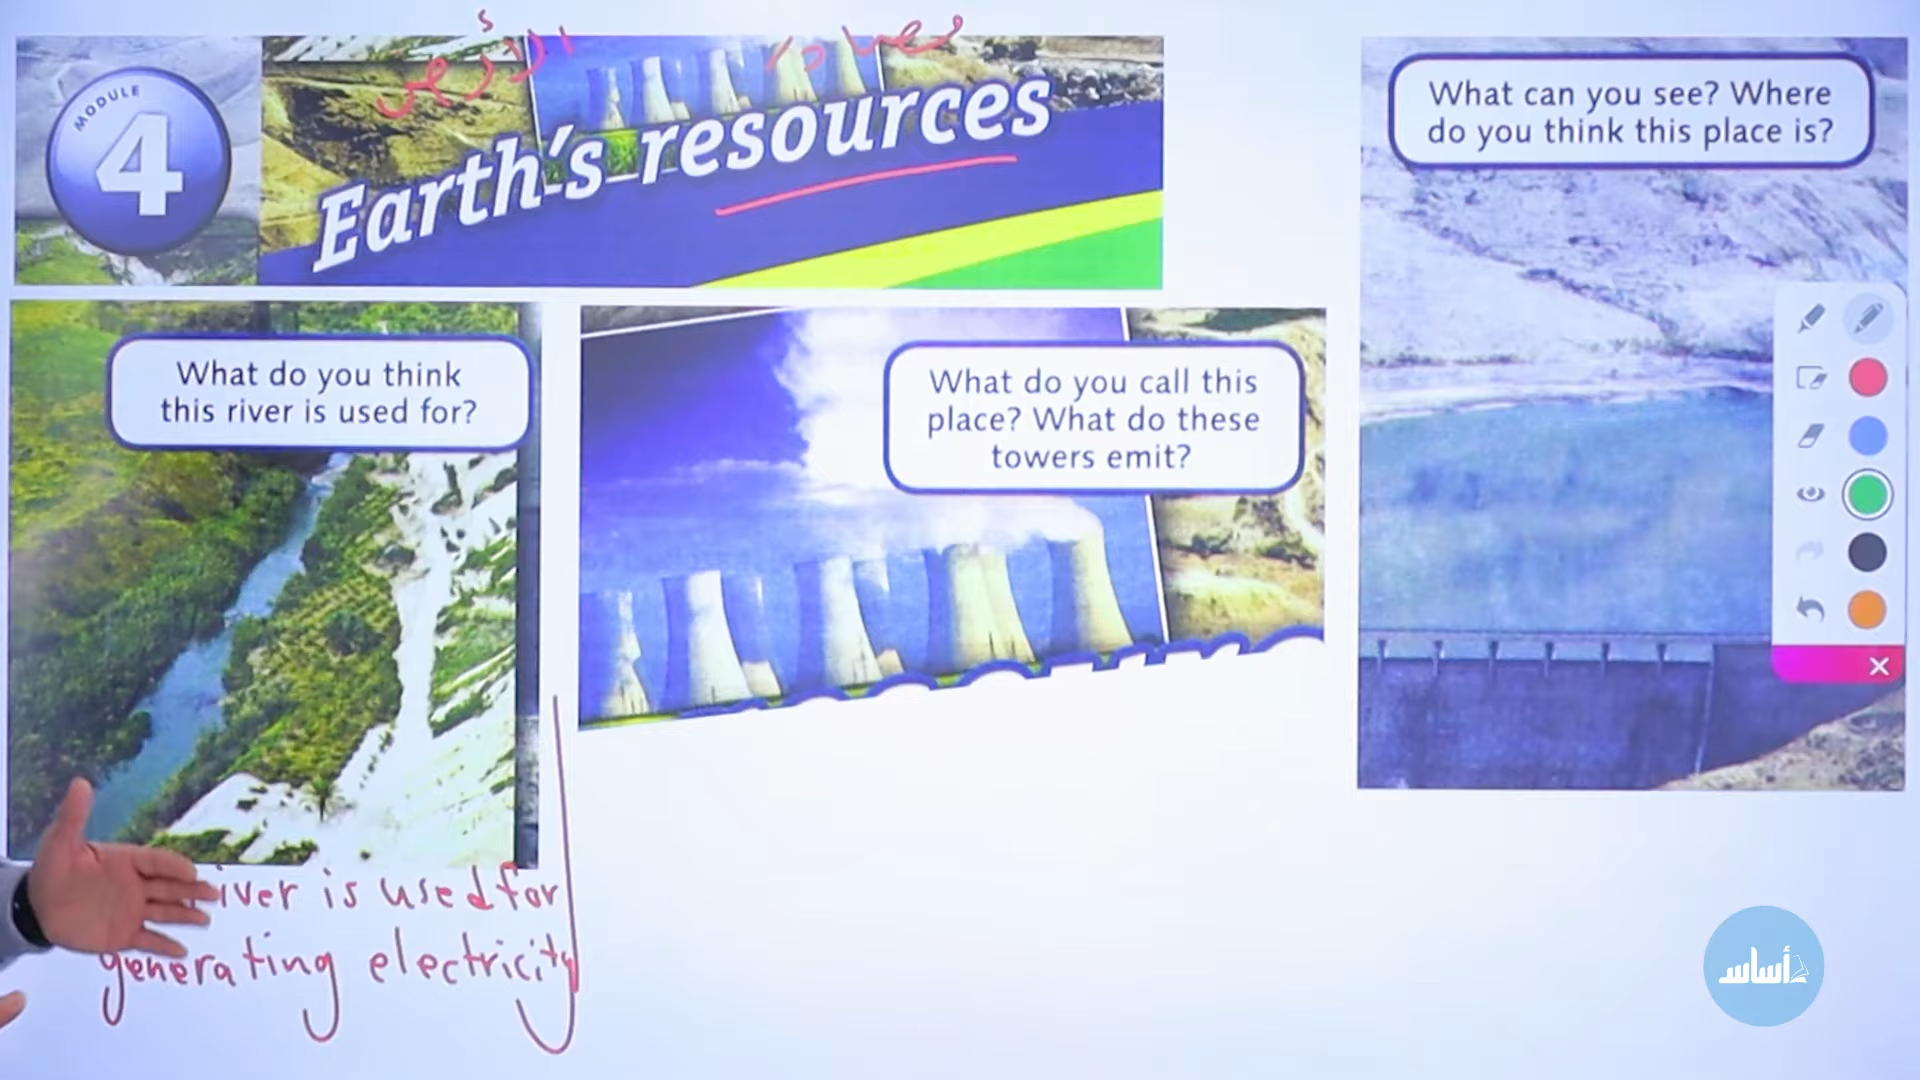 مصادر الأرض
MODULE
4
Earth's resources
What can you see? Where
do you think this place is?
What do you think
this river is used for?
What do you call this
place? What do these
towers emit?
river is used for
generating electricity
أساس